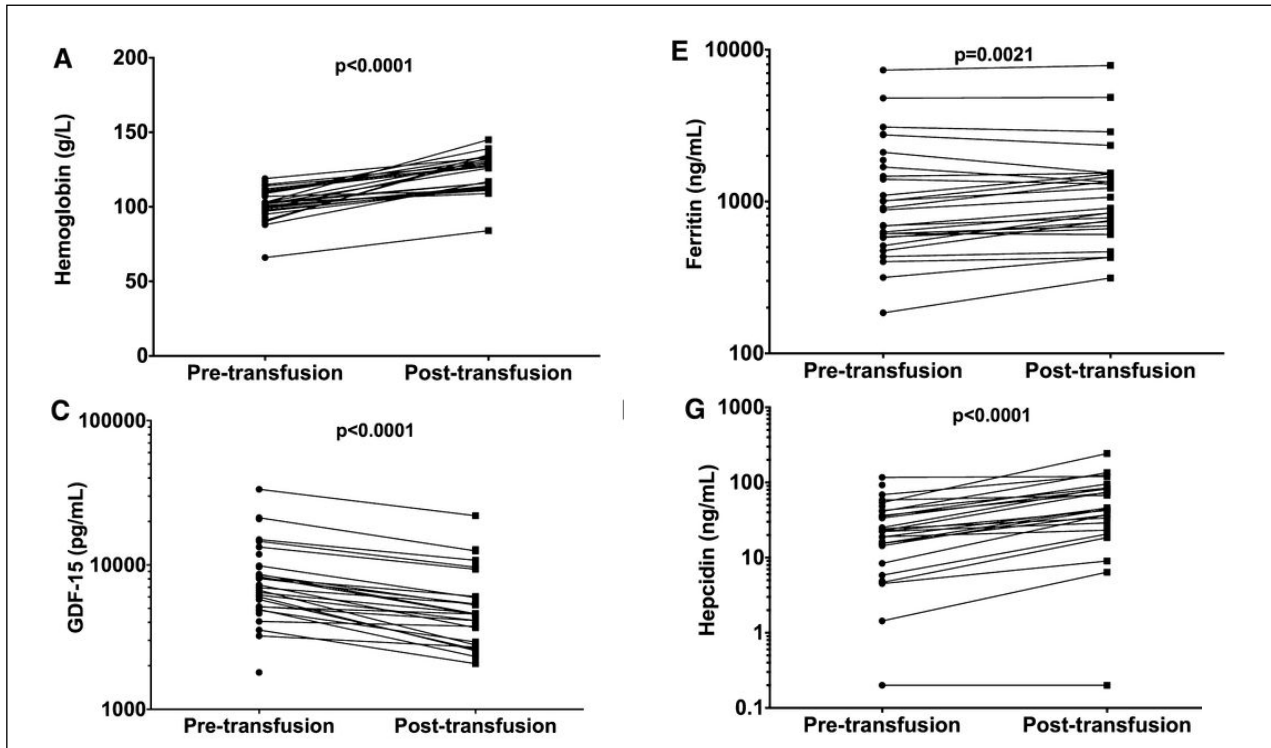 A
p<0.0001
Hemoglobin (g/L)
200
150
100
50
0
Pre-transfusion Post-transfusion
E
p=0.0021
Ferritin (ng/mL)
10000
1000
100
Pre-transfusion Post-transfusion
C
p<0.0001
GDF-15 (pg/mL)
100000
10000
1000
Pre-transfusion Post-transfusion
G
p<0.0001
Hepcidin (ng/mL)
1000
100
10
1
0.1
Pre-transfusion Post-transfusion